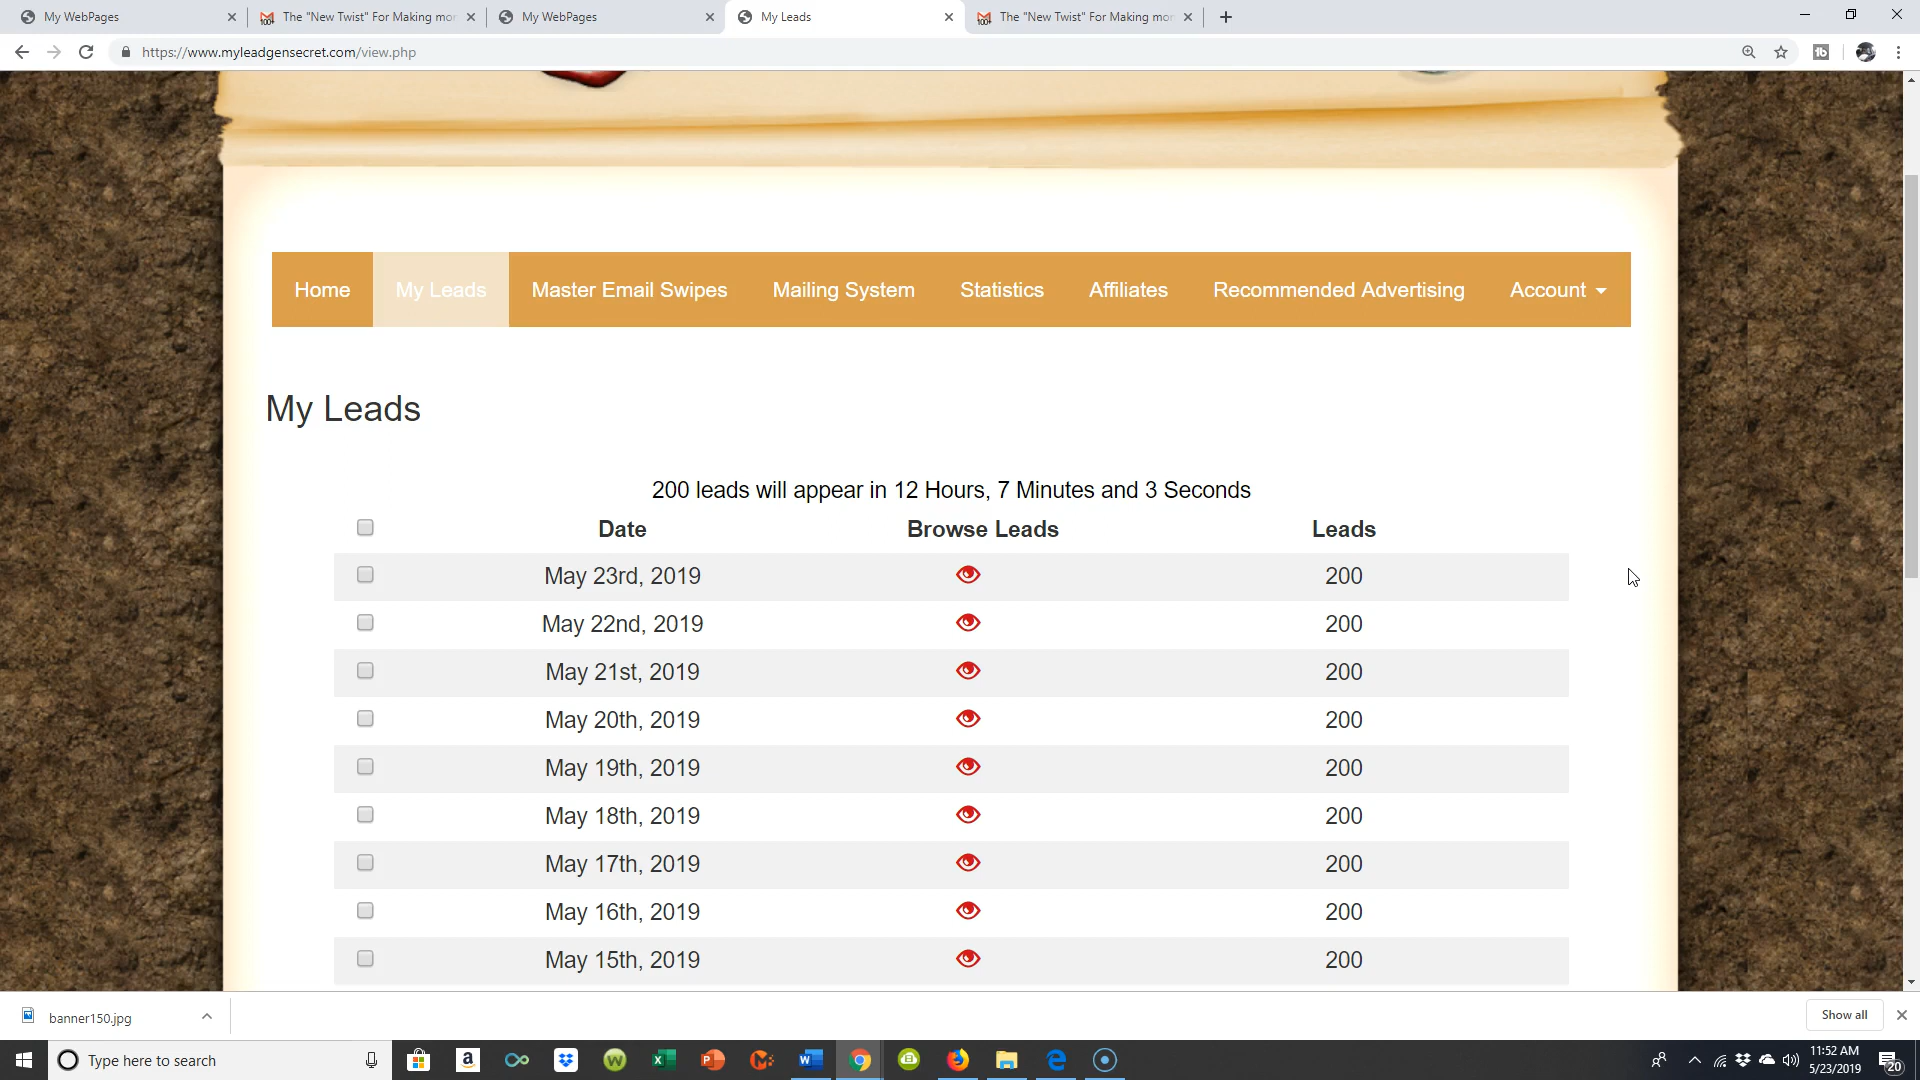 My WebPages
The "New Twist" For Making mor
My WebPages
My Leads
The "New Twist" For Making mor
https://www.myleadgensecret.com/view.php
Home
My Leads
Master Email Swipes
Mailing System
Statistics
Affiliates
Recommended Advertising
Account
My Leads
200 leads will appear in 12 Hours, 7 Minutes and 3 Seconds
Date Browse Leads Leads
May 23rd, 2019 200
May 22nd, 2019 200
May 21st, 2019 200
May 20th, 2019 200
May 19th, 2019 200
May 18th, 2019 200
May 17th, 2019 200
May 16th, 2019 200
May 15th, 2019 200
banner150.jpg
Show all
Type here to search
11:52 AM
5/23/2019
20